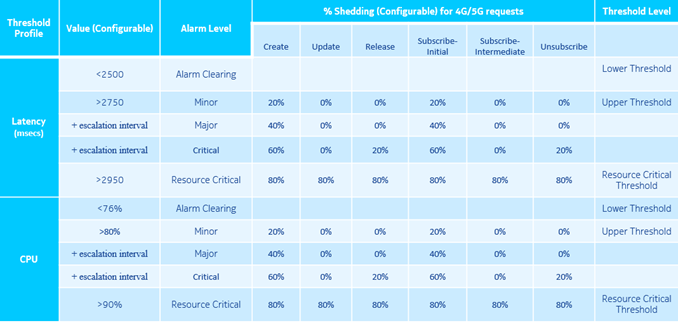 Threshold Profile Value (Configurable) Alarm Level % Shedding (Configurable) for 4G/5G requests Threshold Level
Create Update Release Subscribe-Initial Subscribe-Intermediate Unsubscribe
Latency (msecs)
<2500 Alarm Clearing Lower Threshold
>2750 Minor 20% 0% 0% 20% 0% 0% Upper Threshold
+ escalation interval Major 40% 0% 0% 40% 0% 0%
+ escalation interval Critical 60% 0% 20% 60% 0% 20%
>2950 Resource Critical 80% 80% 80% 80% 80% 80% Resource Critical Threshold
CPU
<76% Alarm Clearing Lower Threshold
>80% Minor 20% 0% 0% 20% 0% 0% Upper Threshold
+ escalation interval Major 40% 0% 0% 40% 0% 0%
+ escalation interval Critical 60% 0% 20% 60% 0% 20%
>90% Resource Critical 80% 80% 80% 80% 80% 80% Resource Critical Threshold